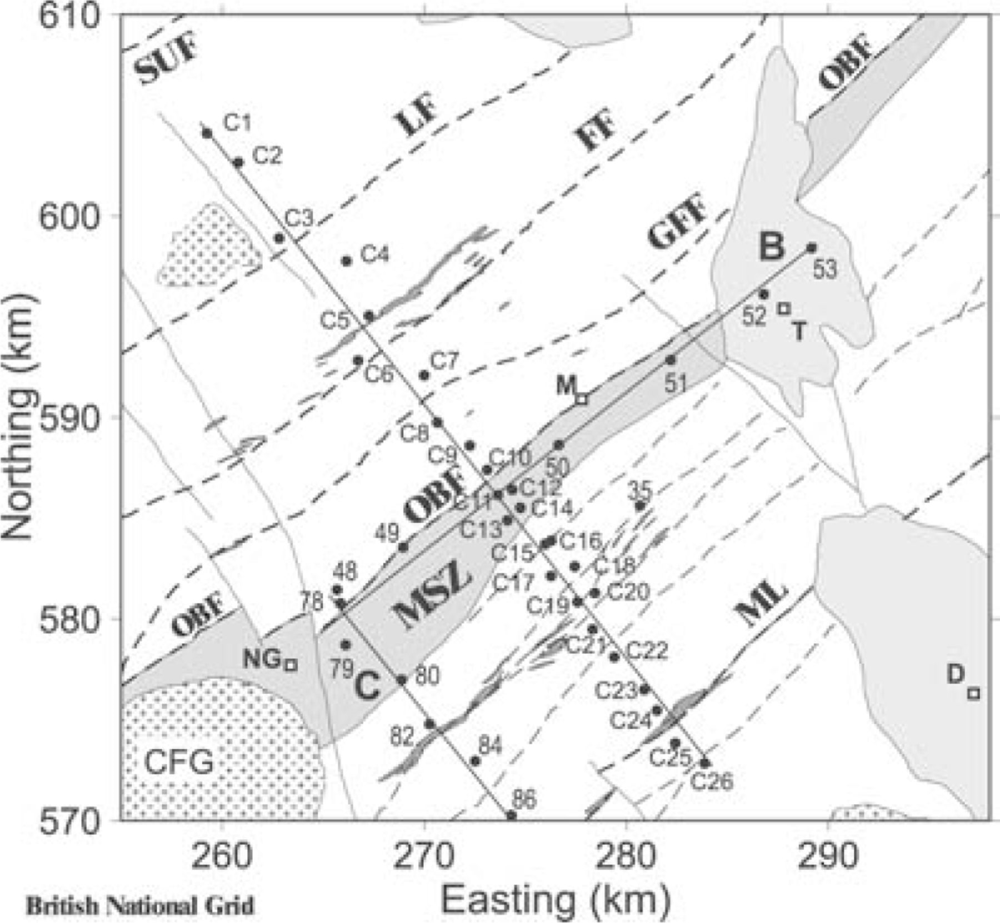 610
SUF
OBF
LF
C1
FF
C2
600
GFF
C3
B
C4
53
C5
52
T
C7
C6
M
51
590
C8
C9
C10
50
OBF
C12
35
C11
C14
C13
49
C16
C15
48
C18
MSZ
C17
C20
78
C19
580
OBF
ML
C21
C22
NG
79
C
80
D
C23
C24
82
84
CFG
C25
C26
86
570
260
270
280
290
Northing (km)
Easting (km)
British National Grid